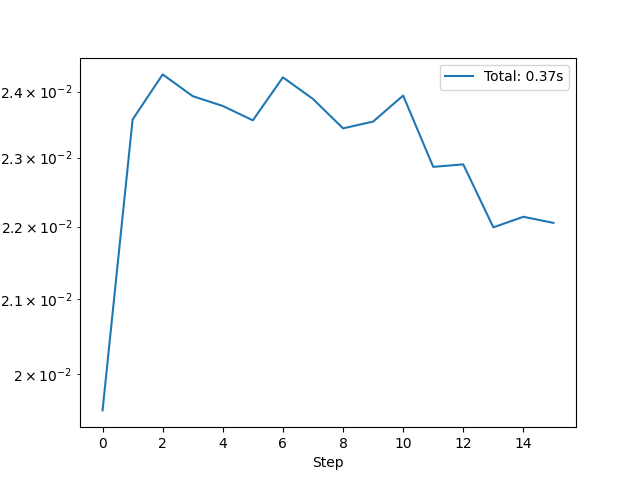 Total: 0.37s
2.4 × 10⁻²
2.3 × 10⁻²
2.2 × 10⁻²
2.1 × 10⁻²
2 × 10⁻²
0 2 4 6 8 10 12 14
Step